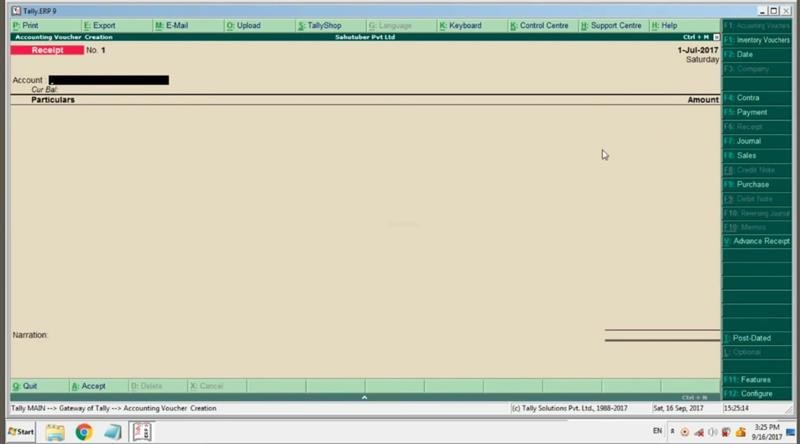 Tally.ERP 9
P: Print E: Export M: E-Mail O: Upload S: TallyShop G: Language K: Keyboard K: Control Centre H: Support Centre H: Help
Accounting Voucher Creation Sahutuber Pvt Ltd Ctrl + M
Receipt No. 1 1-Jul-2017
Saturday
Account :
Cur Bal:
Particulars Amount
Narration:
F1: Accounting Vouchers
F1: Inventory Vouchers
F2: Date
F3: Company
F4: Contra
F5: Payment
F6: Receipt
F7: Journal
F8: Sales
F8: Credit Note
F9: Purchase
F9: Debit Note
F10: Reversing Journal
F10: Memos
V: Advance Receipt
T: Post-Dated
L: Optional
F11: Features
F12: Configure
Q: Quit A: Accept D: Delete X: Cancel
Ctrl + N
Tally MAIN --> Gateway of Tally --> Accounting Voucher Creation (c) Tally Solutions Pvt. Ltd., 1988-2017 Sat, 16 Sep, 2017 15:25:14
Start EN 3:25 PM
9/16/2017